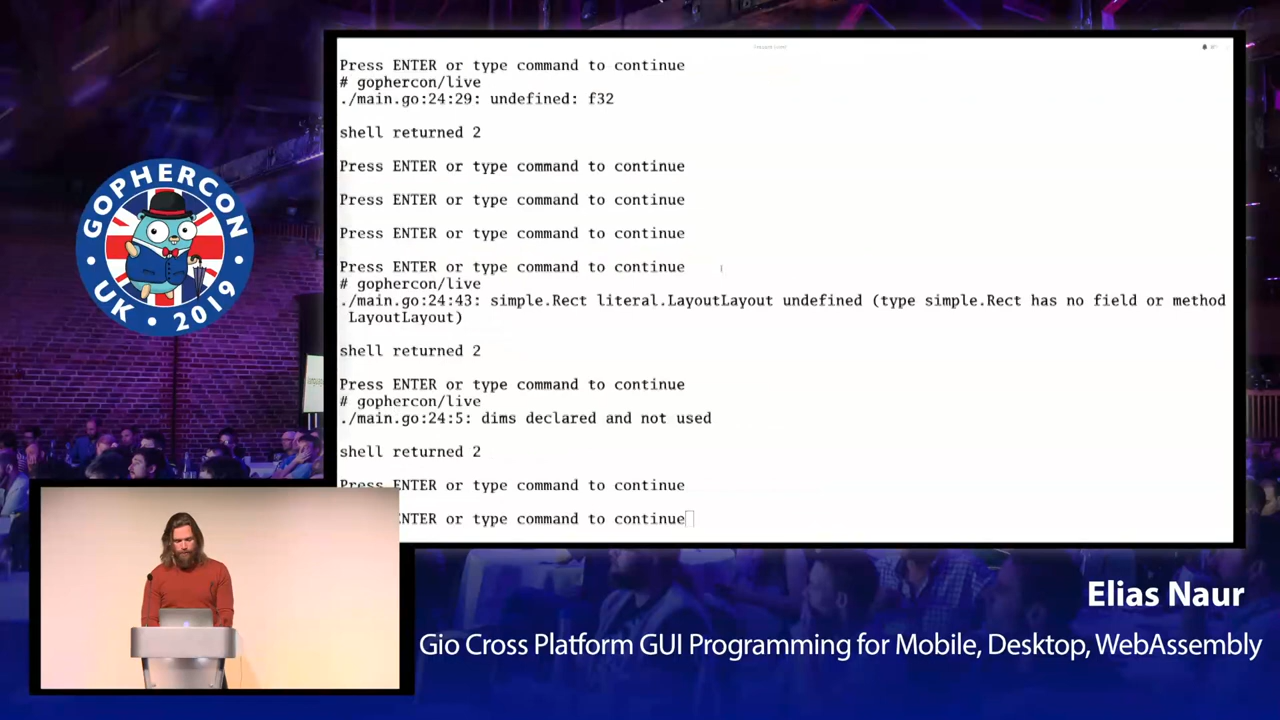 Press ENTER or type command to continue
# gophercon/live
./main.go:24:29: undefined: f32
shell returned 2
Press ENTER or type command to continue
Press ENTER or type command to continue
Press ENTER or type command to continue
Press ENTER or type command to continue
# gophercon/live
./main.go:24:43: simple.Rect literal.LayoutLayout undefined (type simple.Rect has no field or method
LayoutLayout)
shell returned 2
Press ENTER or type command to continue
# gophercon/live
./main.go:24:5: dims declared and not used
shell returned 2
Press ENTER or type command to continue
ENTER or type command to continue
GOPHERCON
UK • 2019
Elias Naur
Gio Cross Platform GUI Programming for Mobile, Desktop, WebAssembly